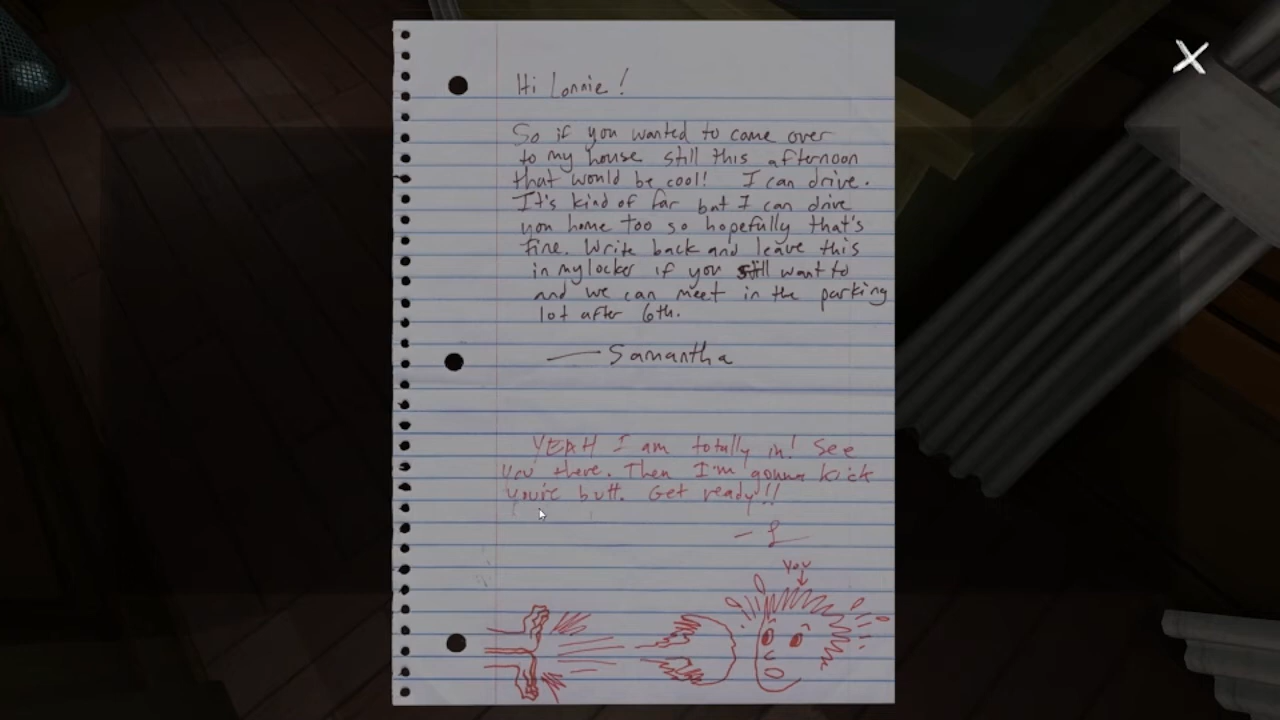 Hi Lonnie!
So if you wanted to come over
to my house still this afternoon
that would be cool! I can drive.
It's kind of far but I can drive
you home too so hopefully that's
fine. Write back and leave this
in my locker if you still want to
and we can meet in the parking
lot after 6th.
— Samantha
YEAH I am totally in! See
you there. Then I'm gonna kick
you're butt. Get ready!!
- L
You